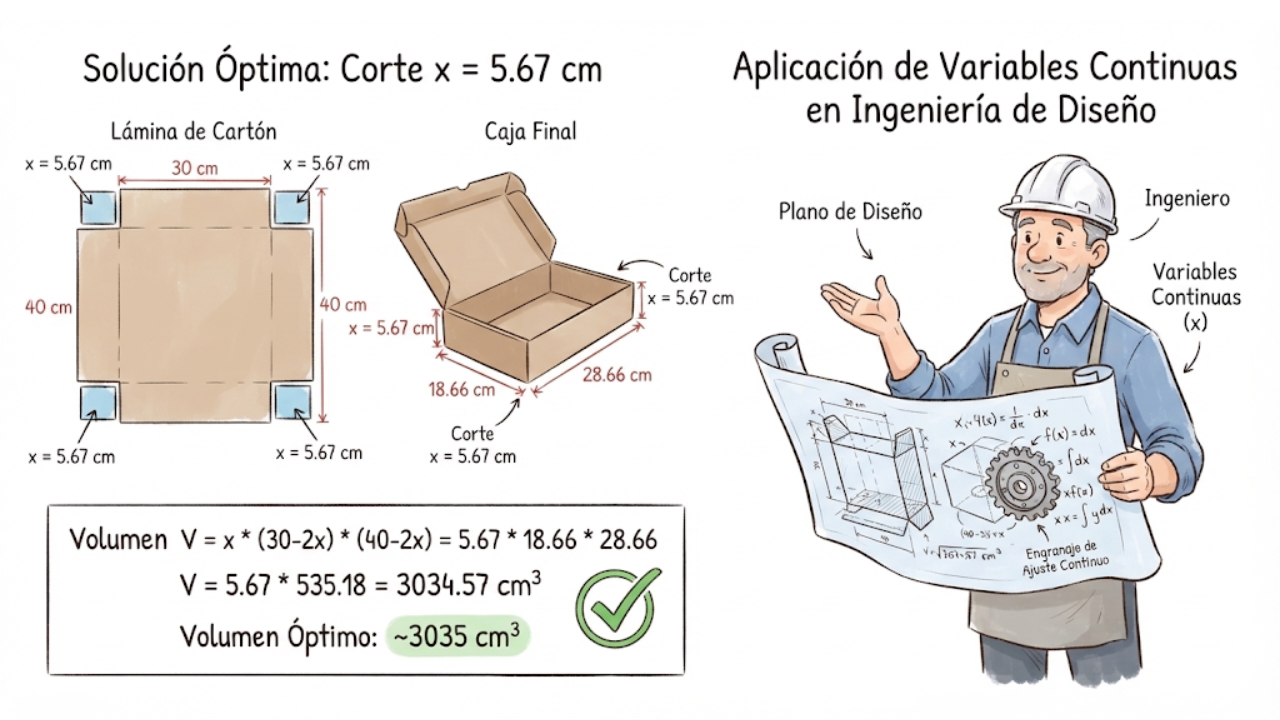 Solución Óptima: Corte x = 5.67 cm
Lámina de Cartón
x = 5.67 cm
30 cm
x = 5.67 cm
40 cm
40 cm
x = 5.67 cm
x = 5.67 cm
Caja Final
Corte
x = 5.67 cm
x = 5.67 cm
18.66 cm
28.66 cm
Corte
x = 5.67 cm
Volumen V = x * (30-2x) * (40-2x) = 5.67 * 18.66 * 28.66
V = 5.67 * 535.18 = 3034.57 cm³
Volumen Óptimo: ~3035 cm³
Aplicación de Variables Continuas
en Ingeniería de Diseño
Plano de Diseño
Ingeniero
Variables
Continuas
(x)
f(x)=dx
=∫dx
xf(a)
xx=∫ydx
Engranaje de
Ajuste Continuo